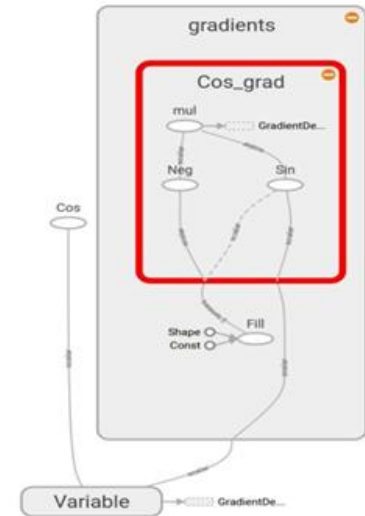 gradients
Cos_grad
mul
GradientDe...
Neg
Sin
Cos
Fill
Shape
Const
Variable
GradientDe...